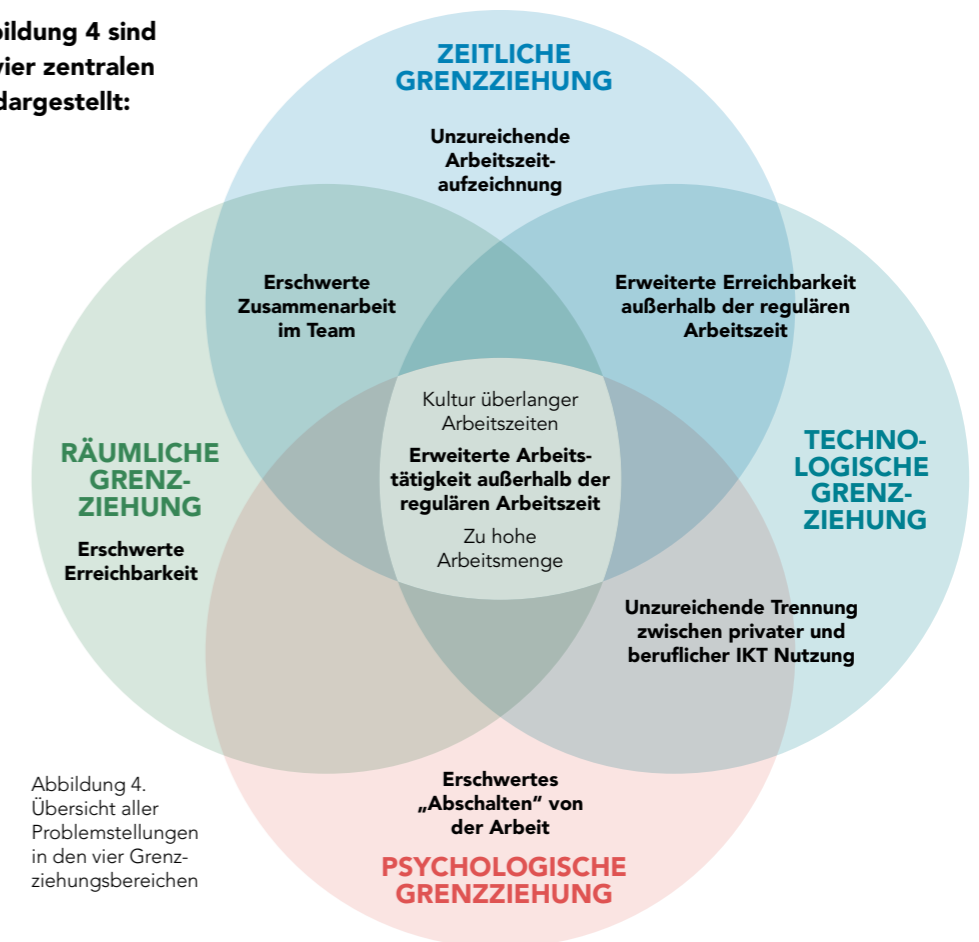 bildung 4 sind
vier zentralen
dargestellt:
ZEITLICHE
GRENZZIEHUNG
Unzureichende
Arbeitszeit-
aufzeichnung
Erschwerte
Zusammenarbeit
im Team
Erweiterte Erreichbarkeit
außerhalb der regulären
Arbeitszeit
Kultur überlanger
Arbeitszeiten
Erweiterte Arbeits-
tätigkeit außerhalb der
regulären Arbeitszeit
Zu hohe
Arbeitsmenge
RÄUMLICHE
GRENZ-
ZIEHUNG
Erschwerte
Erreichbarkeit
TECHNO-
LOGISCHE
GRENZ-
ZIEHUNG
Unzureichende Trennung
zwischen privater und
beruflicher IKT Nutzung
Erschwertes
„Abschalten“ von
der Arbeit
PSYCHOLOGISCHE
GRENZZIEHUNG
Abbildung 4.
Übersicht aller
Problemstellungen
in den vier Grenz-
ziehungsbereichen